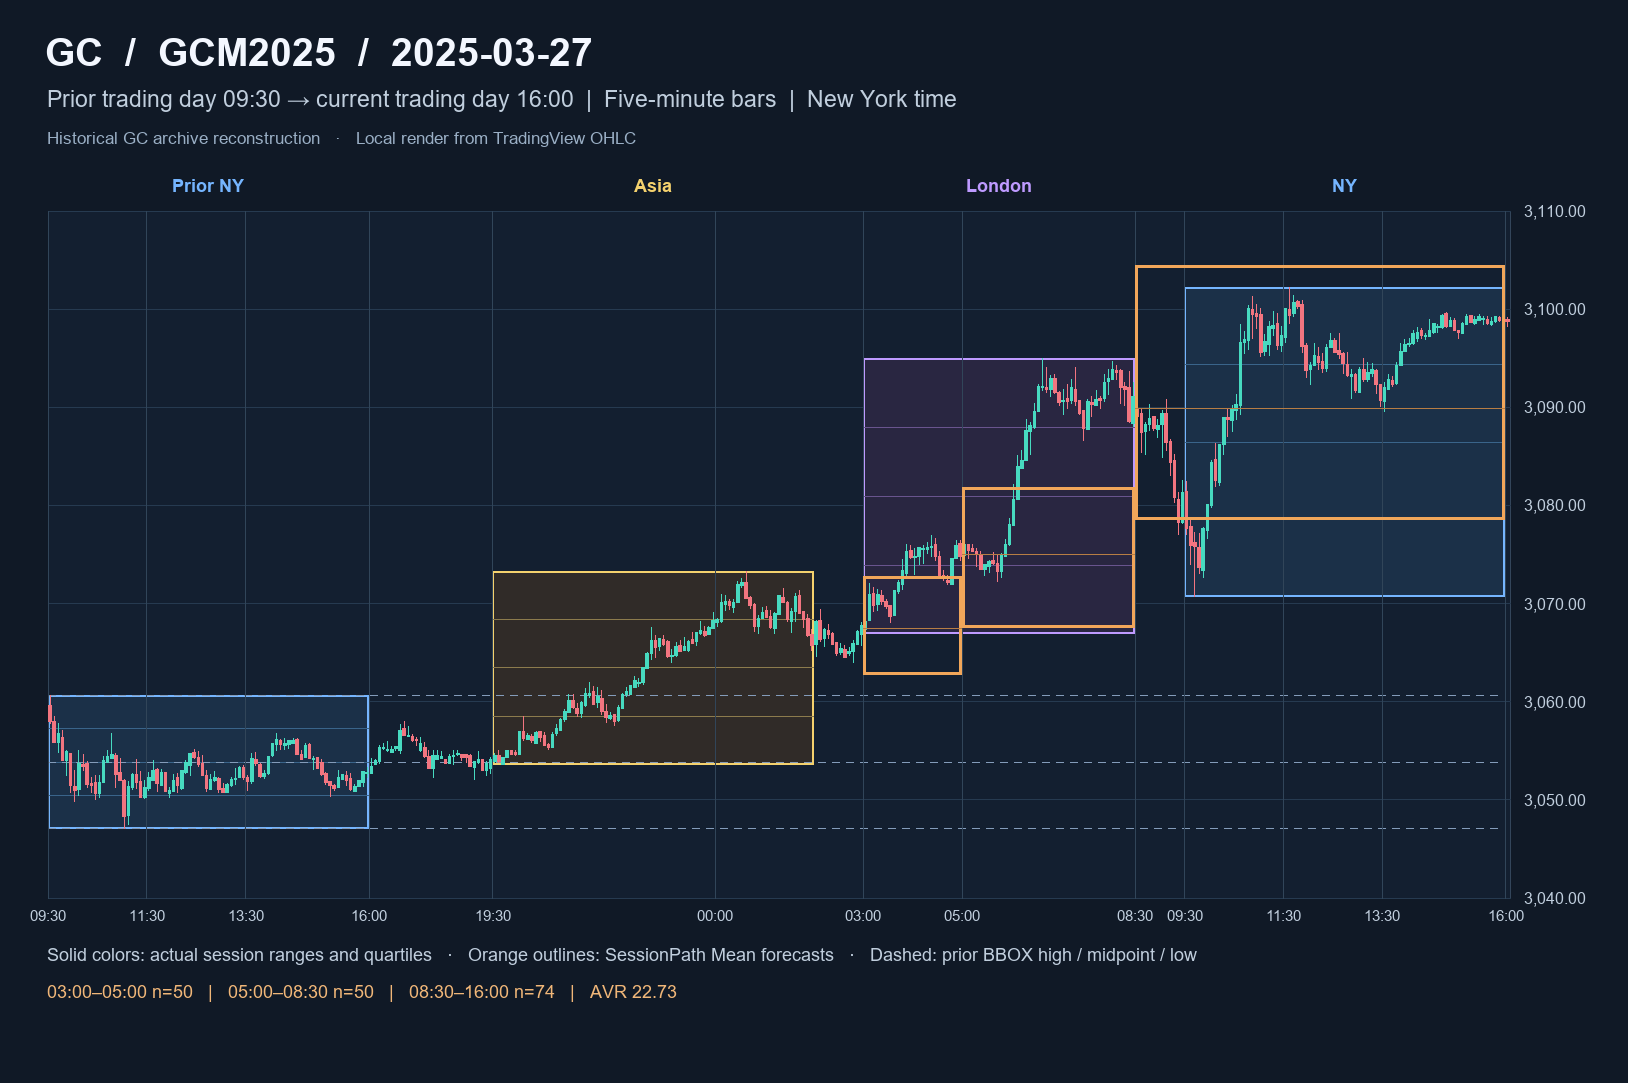 GC / GCM2025 / 2025-03-27
Prior trading day 09:30 → current trading day 16:00 | Five-minute bars | New York time
Historical GC archive reconstruction · Local render from TradingView OHLC
Prior NY Asia London NY
3,110.00
3,100.00
3,090.00
3,080.00
3,070.00
3,060.00
3,050.00
3,040.00
09:30 11:30 13:30 16:00 19:30 00:00 03:00 05:00 08:30 09:30 11:30 13:30 16:00
Solid colors: actual session ranges and quartiles · Orange outlines: SessionPath Mean forecasts · Dashed: prior BBOX high / midpoint / low
03:00–05:00 n=50 | 05:00–08:30 n=50 | 08:30–16:00 n=74 | AVR 22.73